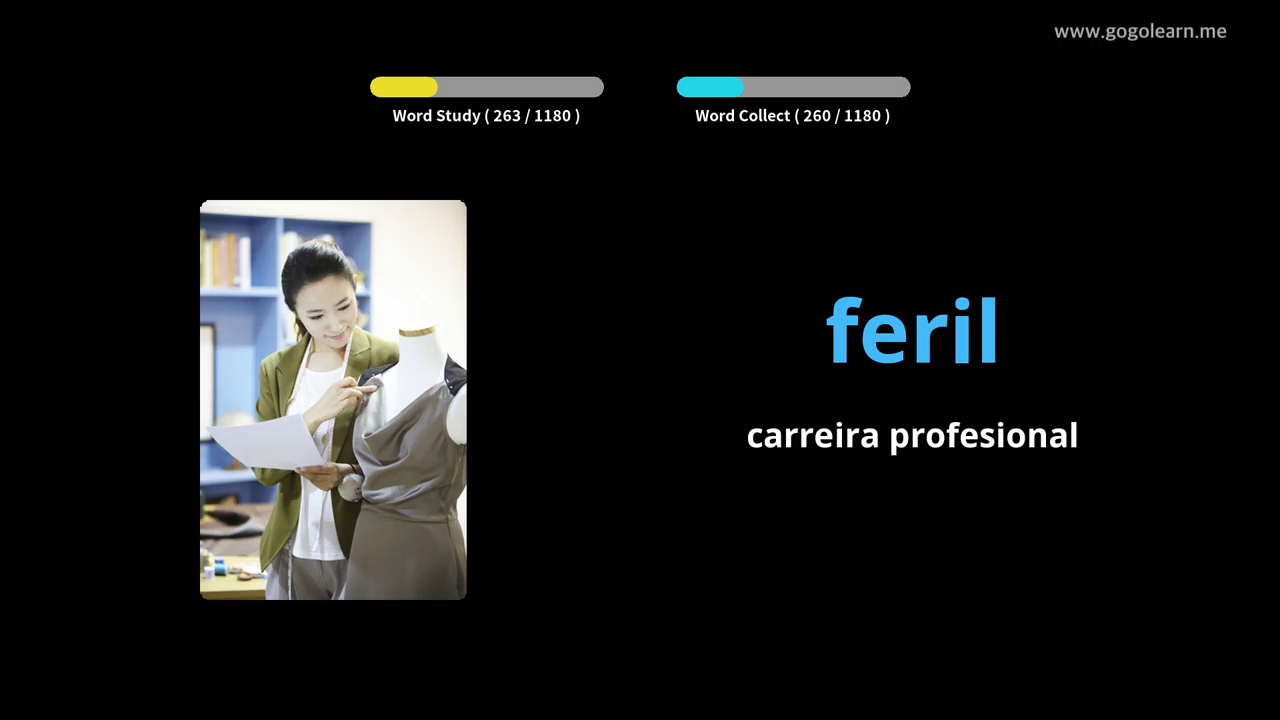 www.gogolearn.me
Word Study ( 263 / 1180 )
Word Collect ( 260 / 1180 )
feril
carreira profesional